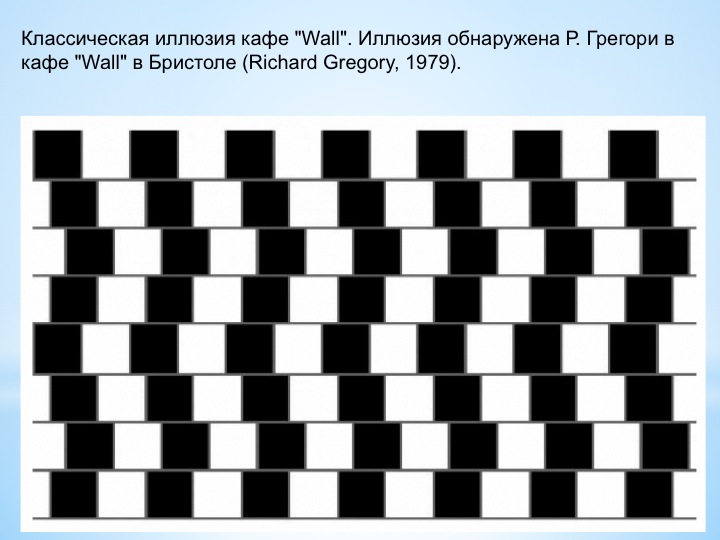 Классическая иллюзия кафе "Wall". Иллюзия обнаружена Р. Грегори в
кафе "Wall" в Бристоле (Richard Gregory, 1979).